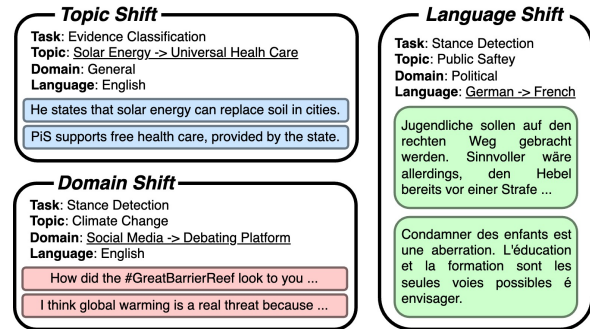 Topic Shift
Task: Evidence Classification
Topic: Solar Energy -> Universal Healh Care
Domain: General
Language: English
He states that solar energy can replace soil in cities.
PiS supports free health care, provided by the state.
Domain Shift
Task: Stance Detection
Topic: Climate Change
Domain: Social Media -> Debating Platform
Language: English
How did the #GreatBarrierReef look to you ...
I think global warming is a real threat because ...
Language Shift
Task: Stance Detection
Topic: Public Saftey
Domain: Political
Language: German -> French
Jugendliche sollen auf den
rechten Weg gebracht
werden. Sinnvoller wäre
allerdings, den Hebel
bereits vor einer Strafe ...
Condamner des enfants est
une aberration. L'éducation
et la formation sont les
seules voies possibles é
envisager.